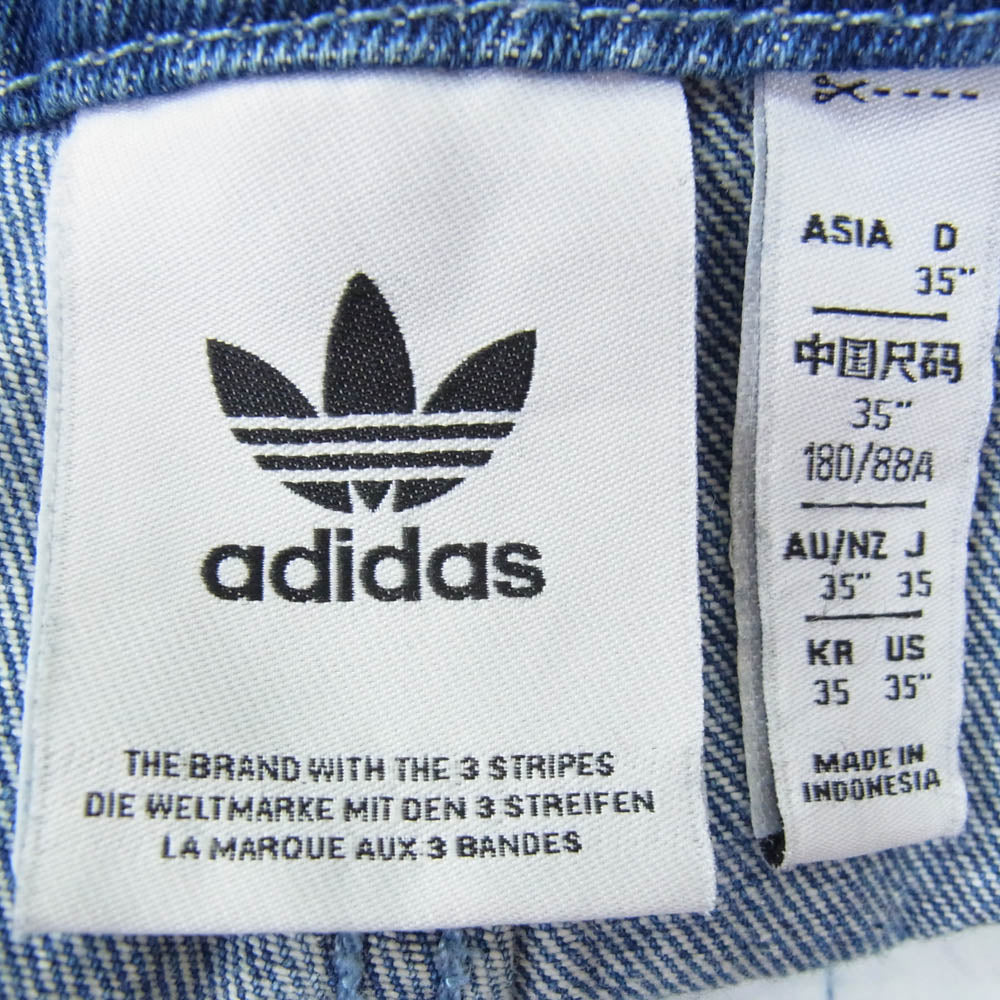 adidas
THE BRAND WITH THE 3 STRIPES
DIE WELTMARKE MIT DEN 3 STREIFEN
LA MARQUE AUX 3 BANDES
ASIA D
35"
中国尺码
35"
180/88A
AU/NZ J
35" 35
KR US
35 35"
MADE IN
INDONESIA